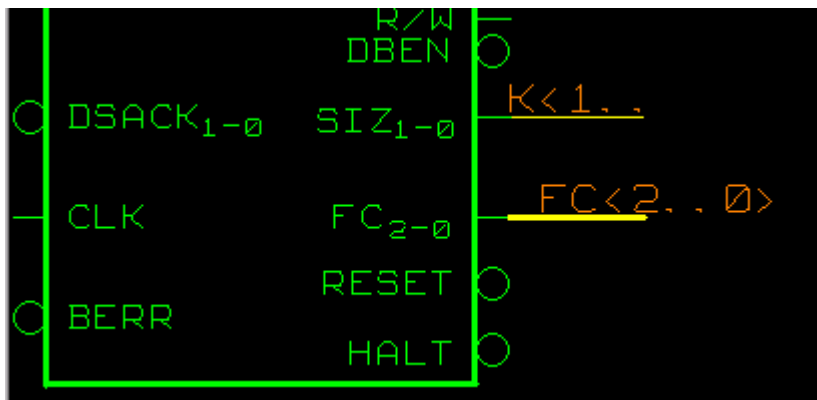 R/W
DBEN
K<1..
DSACK1-0 SIZ1-0
FC<2..0>
CLK FC2-0
RESET
BERR
HALT